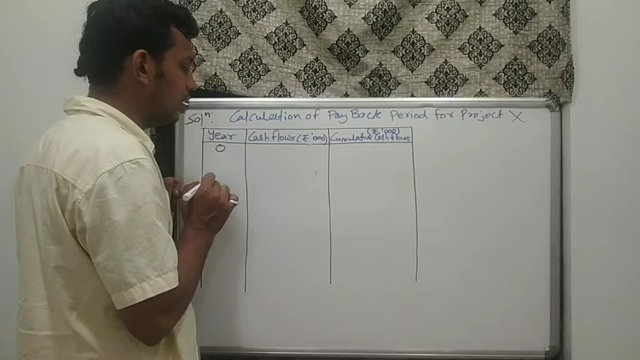 Solⁿ: Calculation of Pay Back Period for Project X
Year Cash flows (₹ '000) Cumulative Cash flows (₹ '000)
0